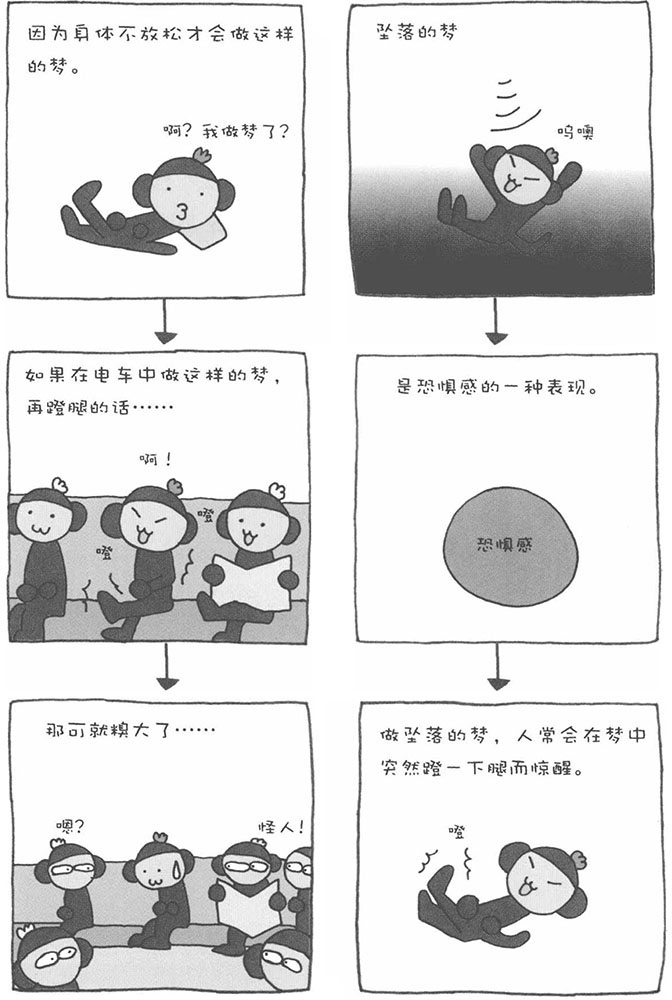 坠落的梦
呜噢
是恐惧感的一种表现。
恐惧感
做坠落的梦，人常会在梦中
突然蹬一下腿而惊醒。
噔
因为身体不放松才会做这样
的梦。
啊？我做梦了？
如果在电车中做这样的梦，
再蹬腿的话……
啊！
噔
噔
那可就糗大了……
嗯？
怪人！